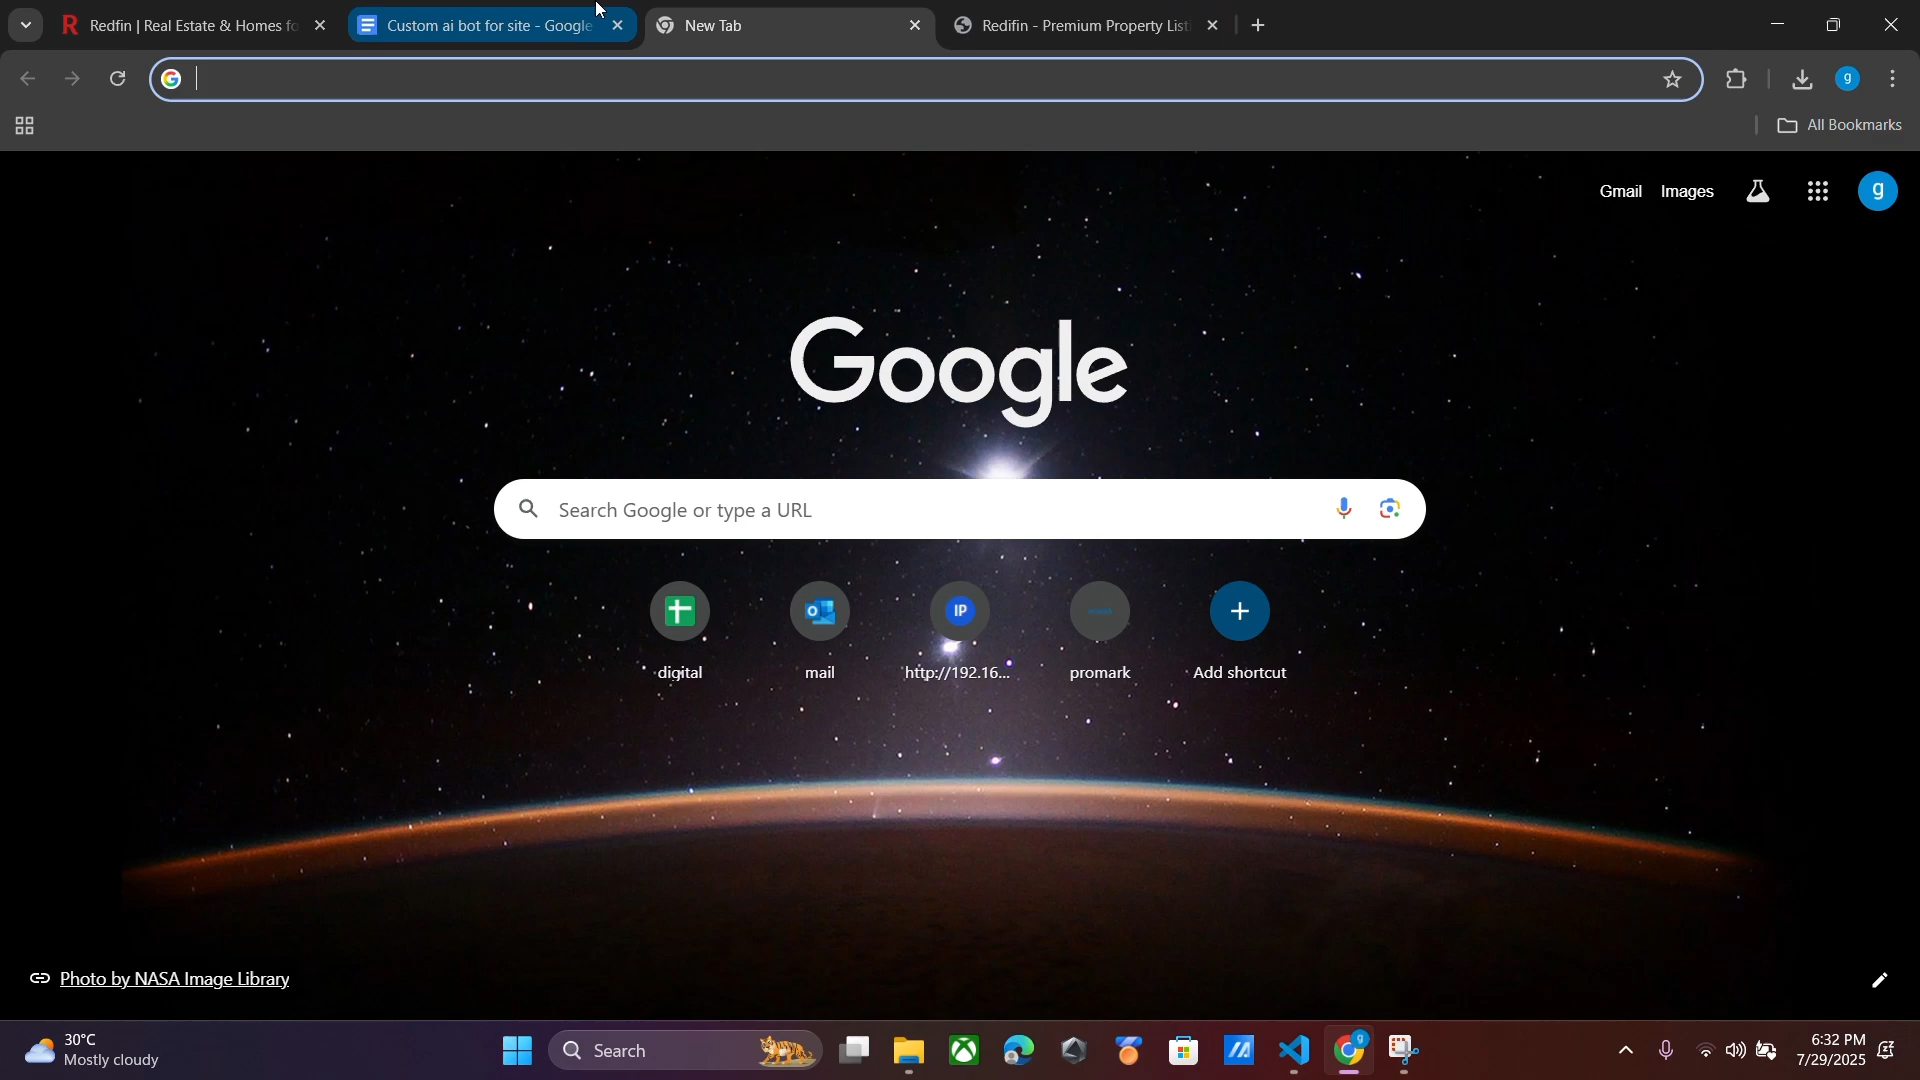 Redfin | Real Estate & Homes fo
Custom ai bot for site - Google
New Tab
Redifin - Premium Property List
g
All Bookmarks
Gmail Images
g
Google
Search Google or type a URL
IP
digital
mail
http://192.16...
promark
Add shortcut
Photo by NASA Image Library
30°C
Mostly cloudy
Search
g
6:32 PM
7/29/2025